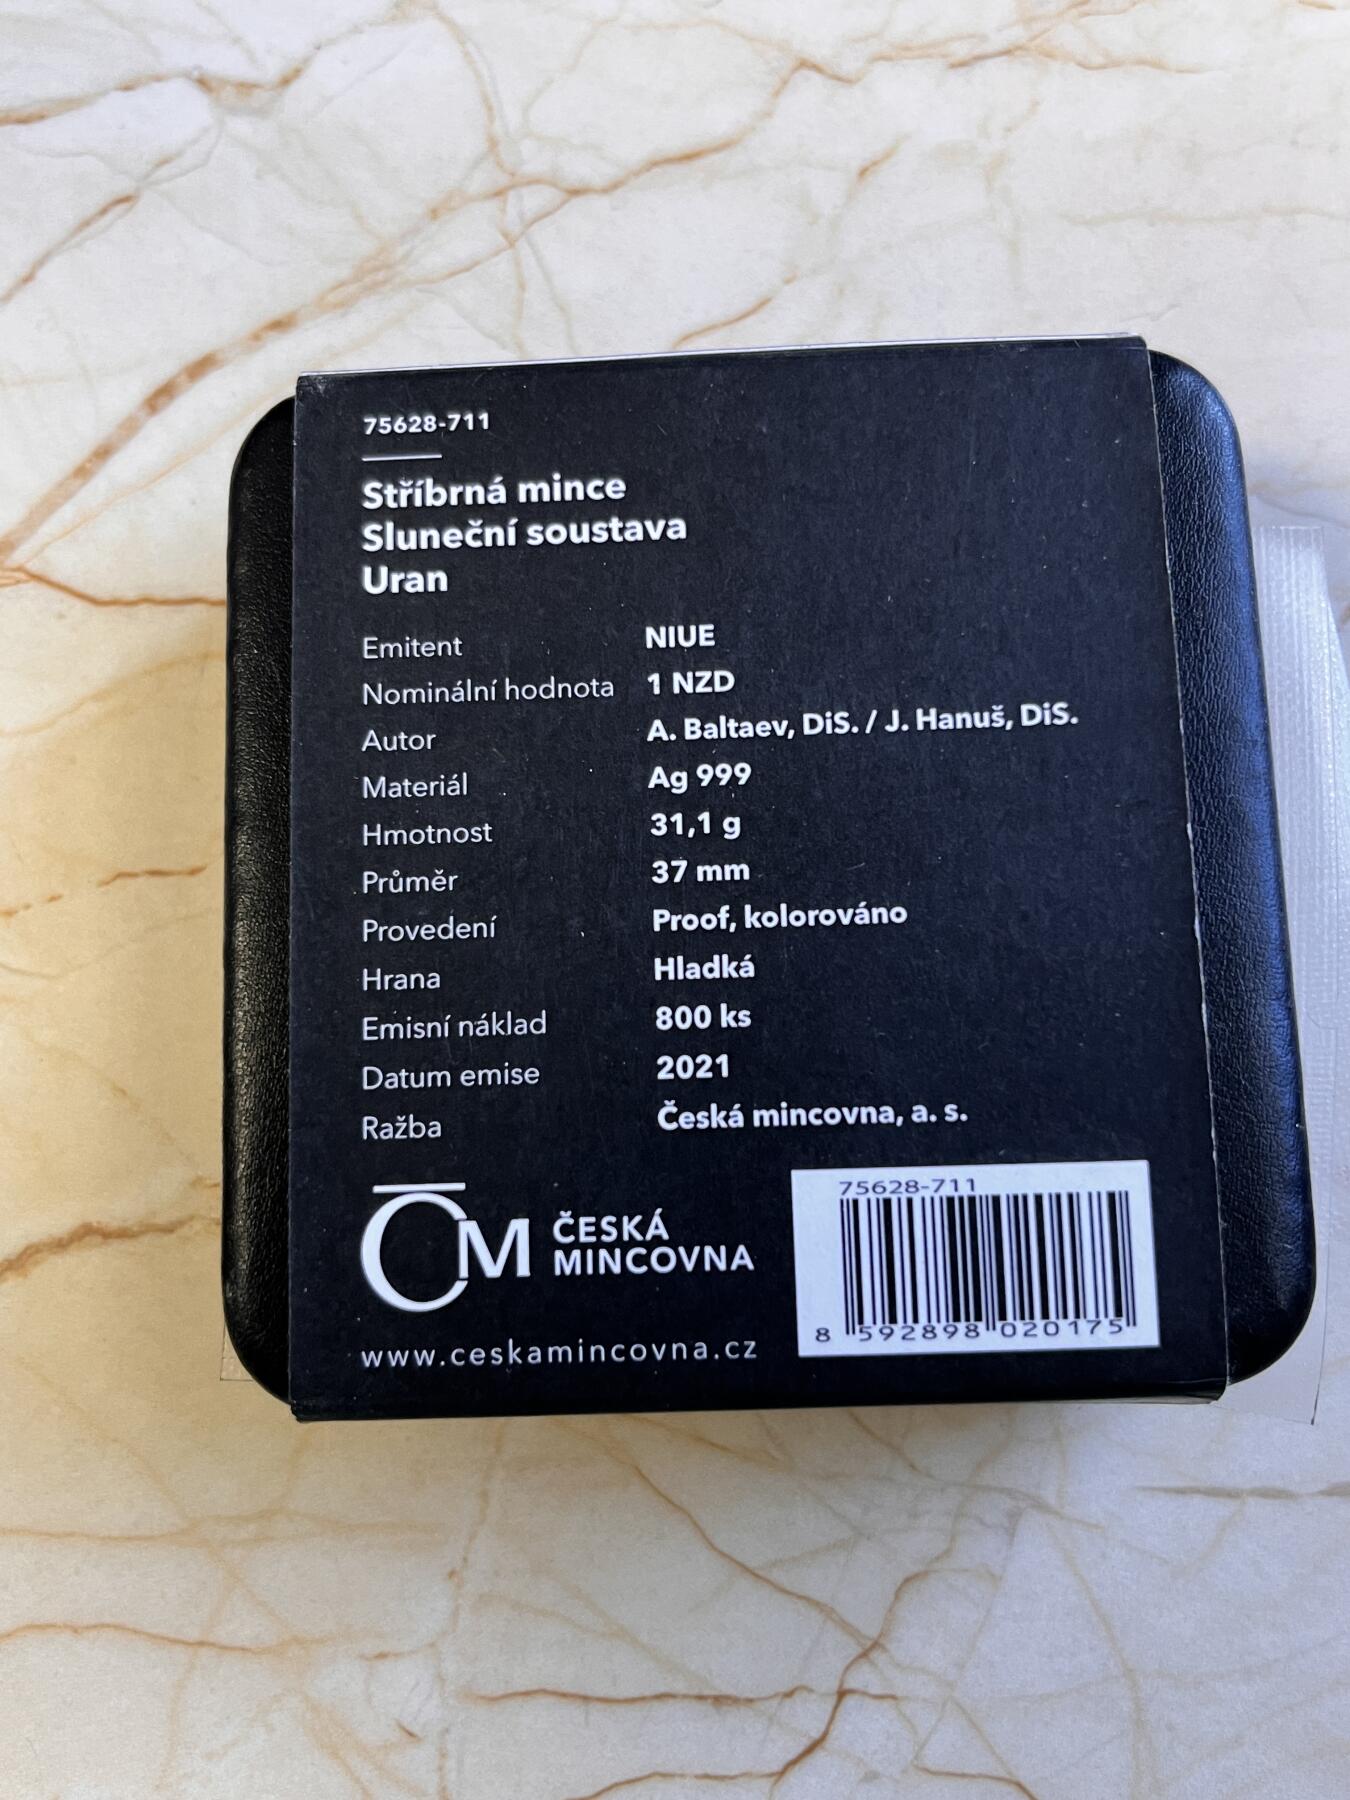 75628-711
Stříbrná mince
Sluneční soustava
Uran
Emitent NIUE
Nominální hodnota 1 NZD
Autor A. Baltaev, DiS. / J. Hanuš, DiS.
Materiál Ag 999
Hmotnost 31,1 g
Průměr 37 mm
Provedení Proof, kolorováno
Hrana Hladká
Emisní náklad 800 ks
Datum emise 2021
Ražba Česká mincovna, a. s.
ČM ČESKÁ
MINCOVNA
www.ceskamincovna.cz
75628-711
8 592898 020175